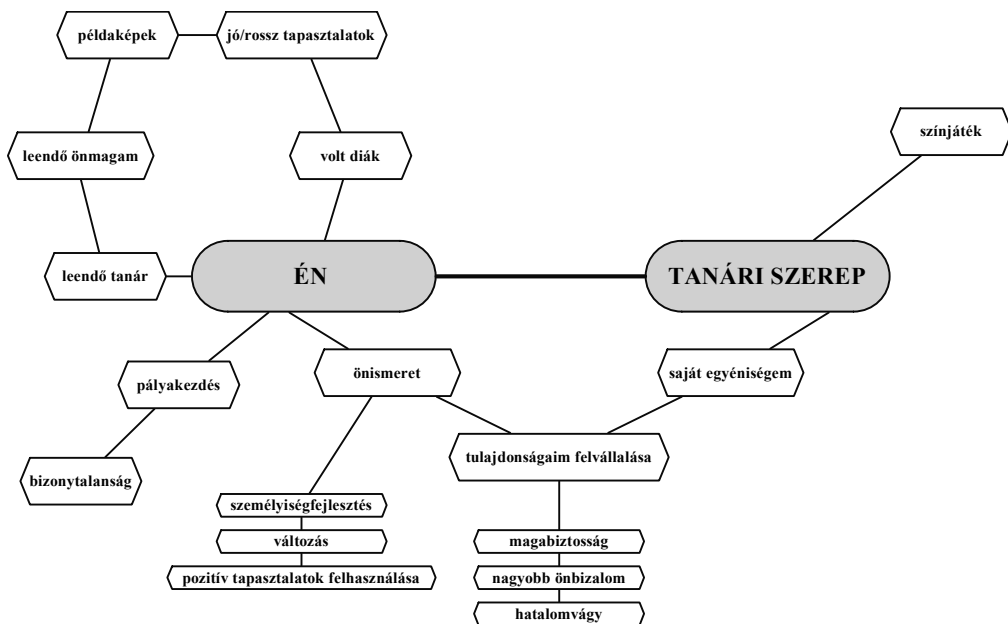 példaképek
jó/rossz tapasztalatok
színjáték
leendő önmagam
volt diák
leendő tanár
ÉN
TANÁRI SZEREP
pályakezdés
önismeret
saját egyéniségem
bizonytalanság
tulajdonságaim felvállalása
személyiségfejlesztés
változás
magabiztosság
pozitív tapasztalatok felhasználása
nagyobb önbizalom
hatalomvágy